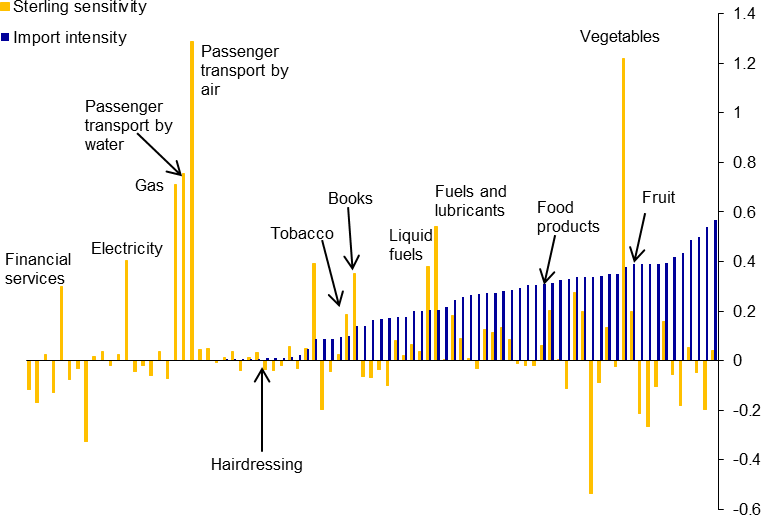 Sterling sensitivity
Import intensity
Passenger
transport by
air
Passenger
transport by
water
Gas
Financial
services
Electricity
Tobacco
Books
Liquid
fuels
Fuels and
lubricants
Food
products
Vegetables
Fruit
Hairdressing
1.4
1.2
1
0.8
0.6
0.4
0.2
0
-0.2
-0.4
-0.6